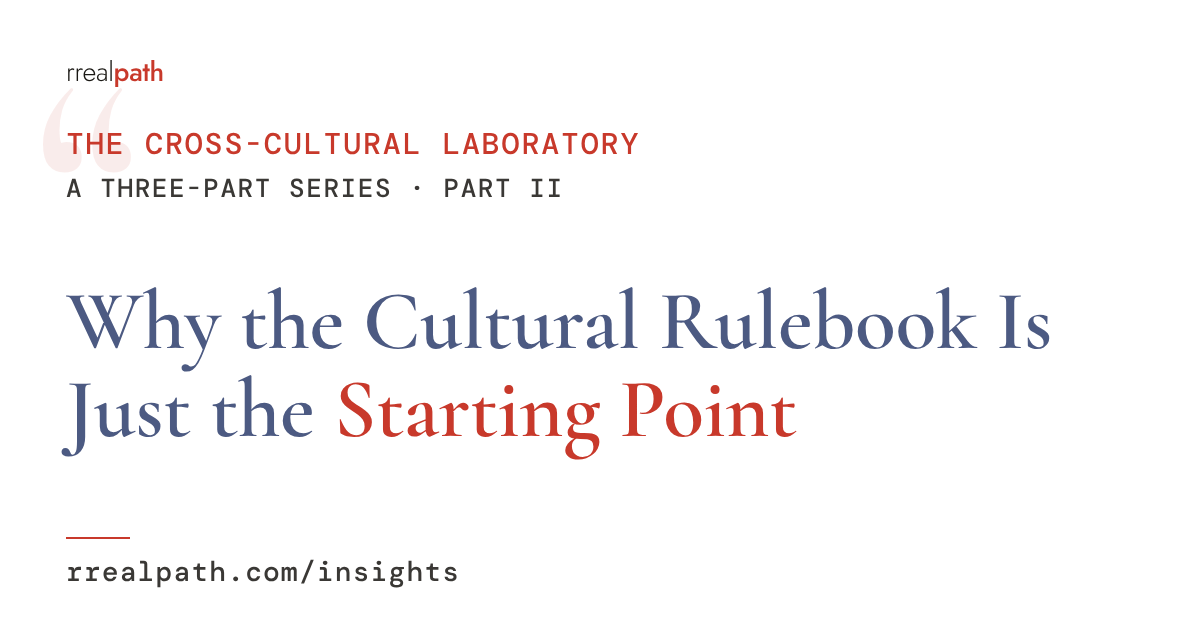 rrealpath
“
THE CROSS-CULTURAL LABORATORY
A THREE-PART SERIES · PART II
Why the Cultural Rulebook Is
Just the Starting Point
rrealpath.com/insights